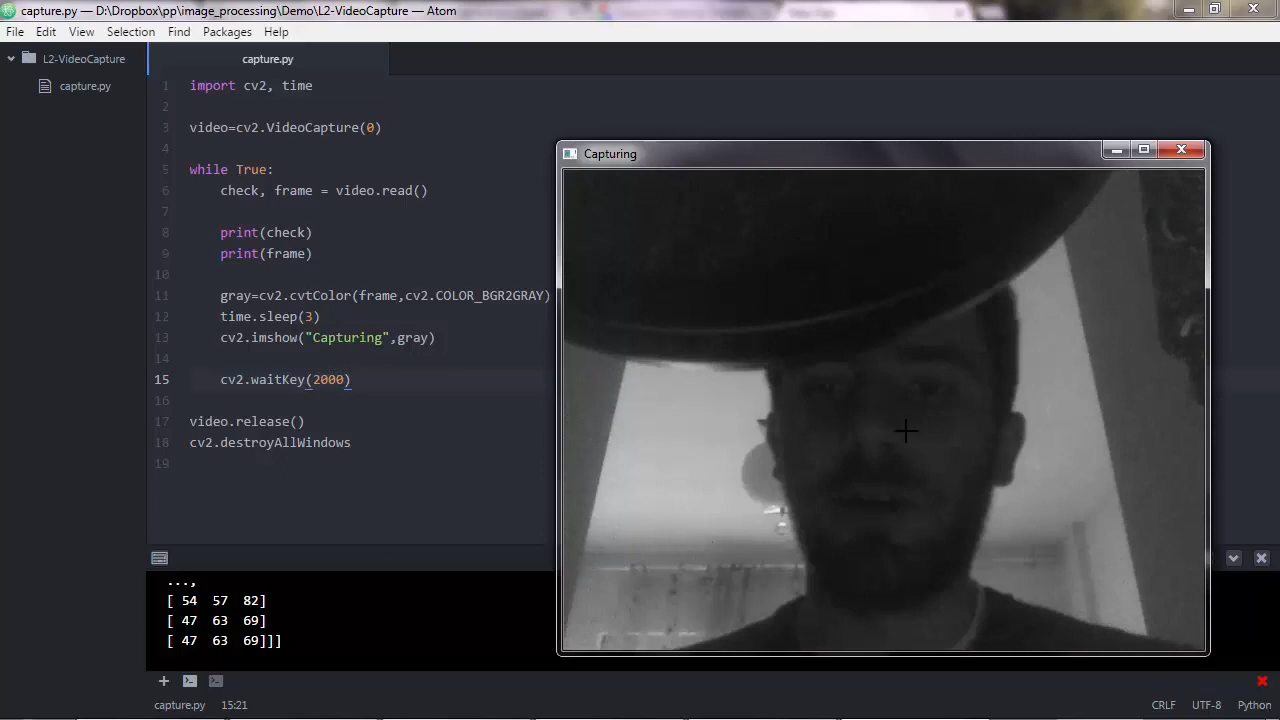 capture.py — D:\Dropbox\pp\image_processing\Demo\L2-VideoCapture — Atom
File Edit View Selection Find Packages Help
L2-VideoCapture
capture.py
capture.py
1 import cv2, time
2
3 video=cv2.VideoCapture(0)
4
5 while True:
6 check, frame = video.read()
7
8 print(check)
9 print(frame)
10
11 gray=cv2.cvtColor(frame,cv2.COLOR_BGR2GRAY)
12 time.sleep(3)
13 cv2.imshow("Capturing",gray)
14
15 cv2.waitKey(2000)
16
17 video.release()
18 cv2.destroyAllWindows
19
Capturing
...,
[ 54 57 82]
[ 47 63 69]
[ 47 63 69]]]
capture.py 15:21 CRLF UTF-8 Python